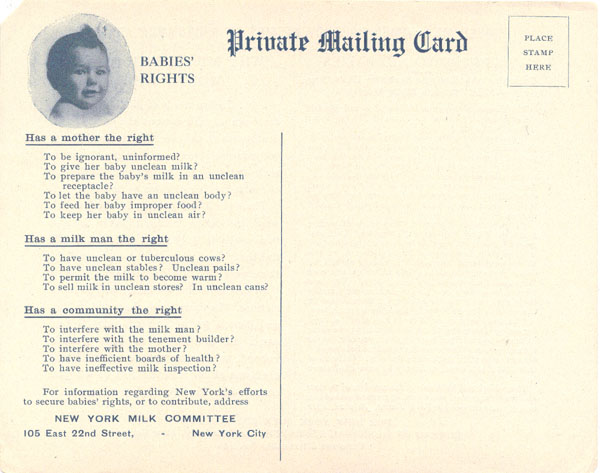 BABIES'
RIGHTS
Private Mailing Card
PLACE
STAMP
HERE
Has a mother the right
To be ignorant, uninformed?
To give her baby unclean milk?
To prepare the baby's milk in an unclean
receptacle?
To let the baby have an unclean body?
To feed her baby improper food?
To keep her baby in unclean air?
Has a milk man the right
To have unclean or tuberculous cows?
To have unclean stables? Unclean pails?
To permit the milk to become warm?
To sell milk in unclean stores? In unclean cans?
Has a community the right
To interfere with the milk man?
To interfere with the tenement builder?
To interfere with the mother?
To have inefficient boards of health?
To have ineffective milk inspection?
For information regarding New York's efforts
to secure babies' rights, or to contribute, address
NEW YORK MILK COMMITTEE
105 East 22nd Street, - New York City